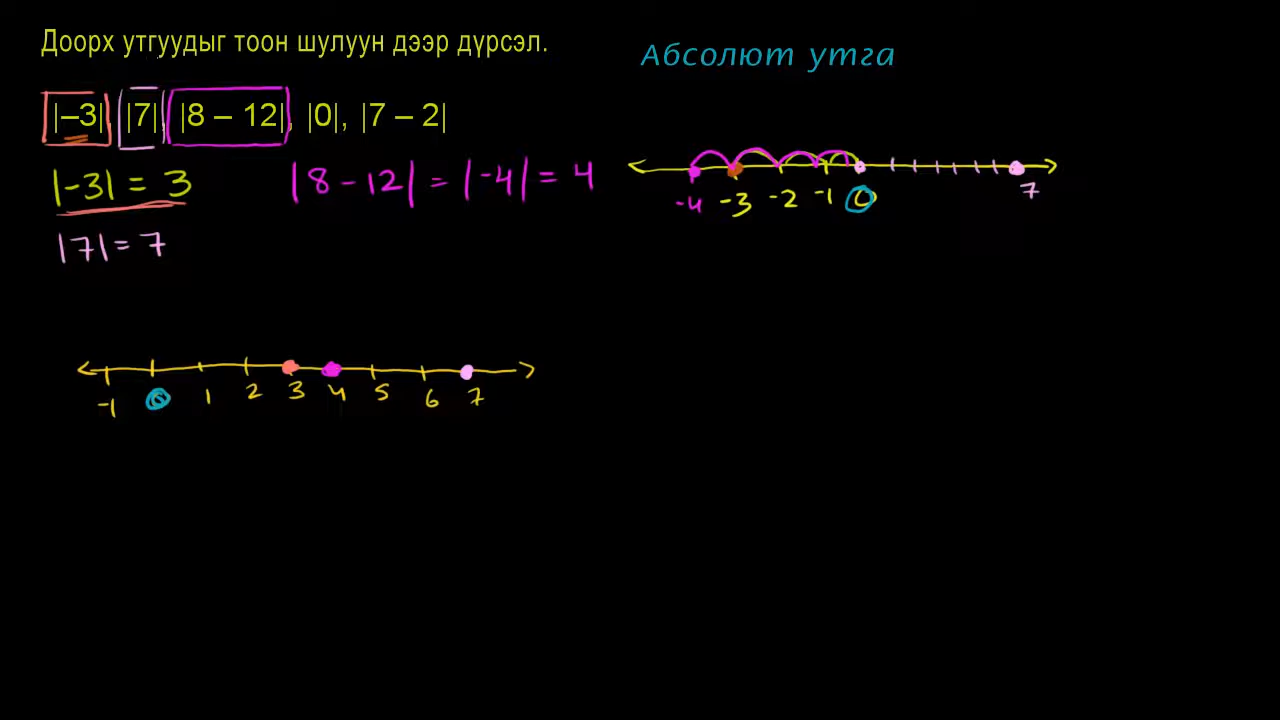 Доорх утгуудыг тоон шулуун дээр дүрсэл.
Абсолют утга
|–3|, |7|, |8 – 12|, |0|, |7 – 2|
|-3| = 3
|8 - 12| = |-4| = 4
|7| = 7
-4 -3 -2 -1 0 7
-1 0 1 2 3 4 5 6 7